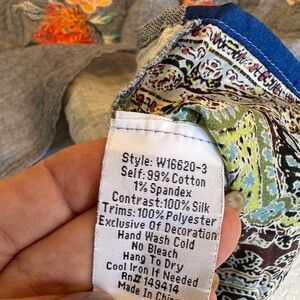 Style: W16620-3
Self: 99% Cotton
1% Spandex
Contrast: 100% Silk
Trims: 100% Polyester
Exclusive Of Decoration
Hand Wash Cold
No Bleach
Hang To Dry
Cool Iron If Needed
Rn# 149414
Made In China